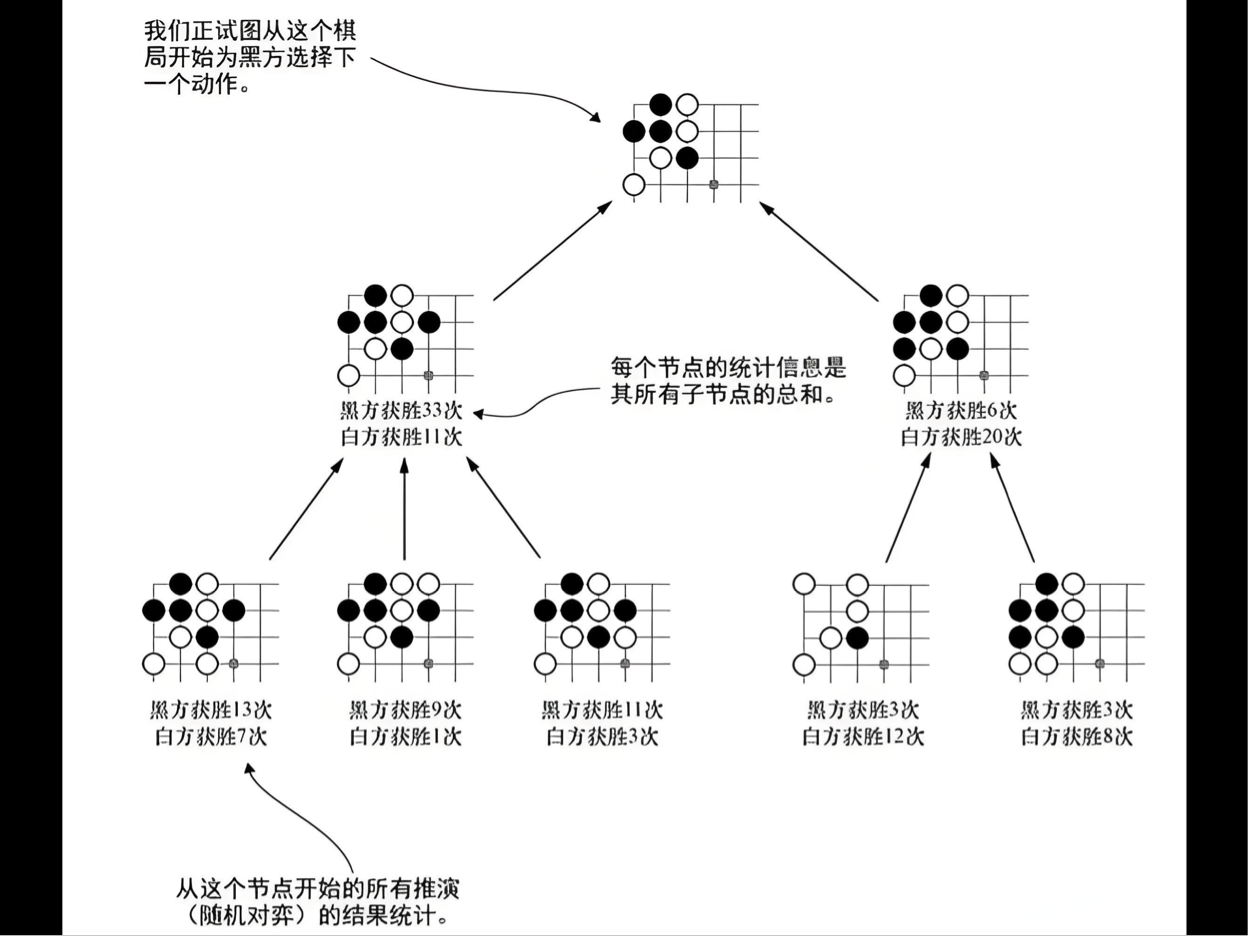 我们正试图从这个棋
局开始为黑方选择下
一个动作。
每个节点的统计信息是
其所有子节点的总和。
黑方获胜33次
白方获胜11次
黑方获胜6次
白方获胜20次
黑方获胜13次
白方获胜7次
黑方获胜9次
白方获胜1次
黑方获胜11次
白方获胜3次
黑方获胜3次
白方获胜12次
黑方获胜3次
白方获胜8次
从这个节点开始的所有推演
（随机对弈）的结果统计。